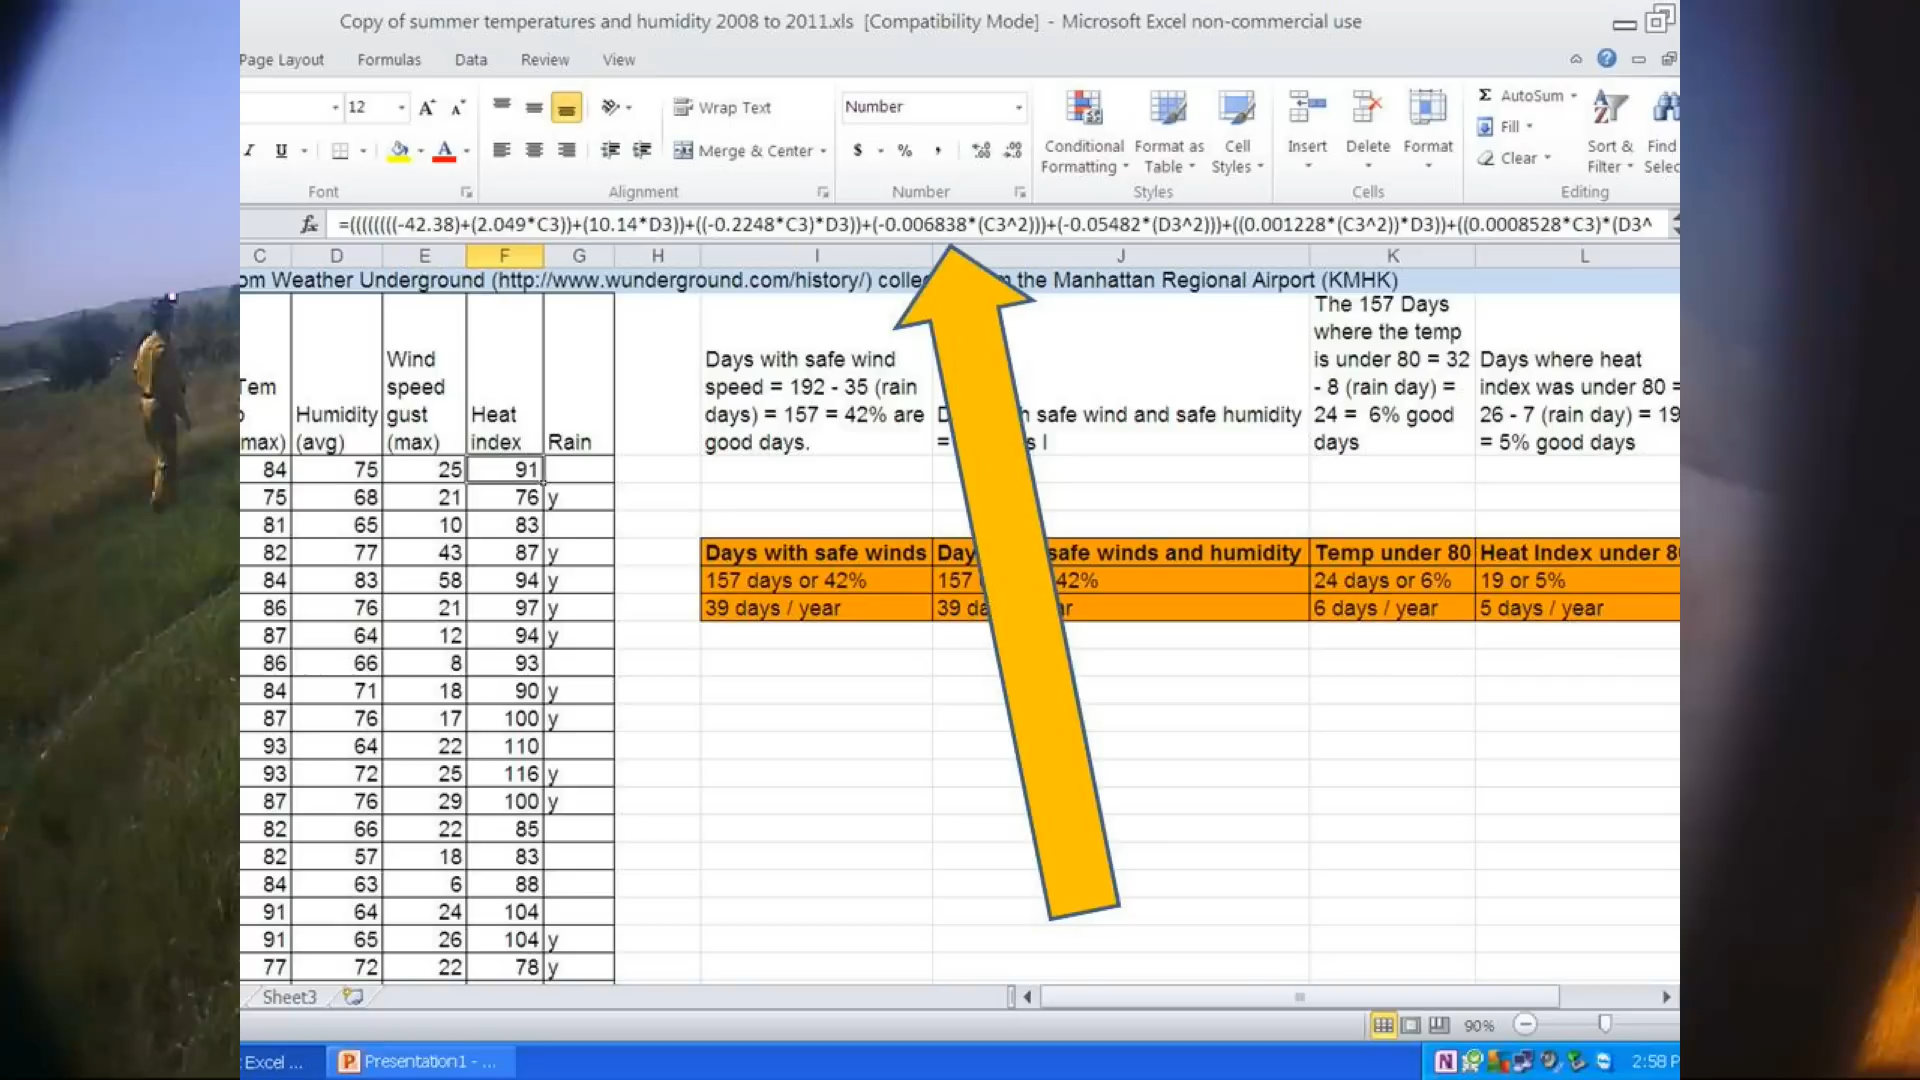 Copy of summer temperatures and humidity 2008 to 2011.xls [Compatibility Mode] - Microsoft Excel non-commercial use
Page Layout Formulas Data Review View
12 Wrap Text Number AutoSum
Fill
Clear
I U Merge & Center $ % , Conditional Formatting Format as Table Cell Styles Insert Delete Format Sort & Filter Find
Font Alignment Number Styles Cells Editing
fx =((((((((-42.38)+(2.049*C3))+(10.14*D3))+((-0.2248*C3)*D3))+(-0.006838*(C3^2)))+(-0.05482*(D3^2)))+((0.001228*(C3^2))*D3))+((0.0008528*C3)*(D3^
C D E F G H I J K L
om Weather Underground (http://www.wunderground.com/history/) colle the Manhattan Regional Airport (KMHK)
Tem
max)
Humidity
(avg)
Wind
speed
gust
(max)
Heat
index
Rain
Days with safe wind
speed = 192 - 35 (rain
days) = 157 = 42% are
good days.
safe wind and safe humidity
=
The 157 Days
where the temp
is under 80 = 32
- 8 (rain day) =
24 = 6% good
days
Days where heat
index was under 80 =
26 - 7 (rain day) = 19
= 5% good days
84 75 25 91
75 68 21 76 y
81 65 10 83
82 77 43 87 y
84 83 58 94 y
86 76 21 97 y
87 64 12 94 y
86 66 8 93
84 71 18 90 y
87 76 17 100 y
93 64 22 110
93 72 25 116 y
87 76 29 100 y
82 66 22 85
82 57 18 83
84 63 6 88
91 64 24 104
91 65 26 104 y
77 72 22 78 y
Days with safe winds Day safe winds and humidity Temp under 80 Heat Index under 8
157 days or 42% 157 42% 24 days or 6% 19 or 5%
39 days / year 39 da 6 days / year 5 days / year
Sheet3
90%
Excel ... Presentation1 - ... N 2:58 P